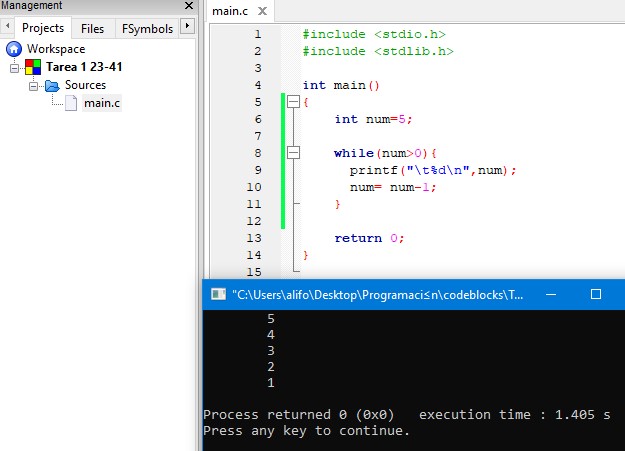 Management
Projects Files FSymbols
Workspace
Tarea 1 23-41
Sources
main.c
main.c
1 #include <stdio.h>
2 #include <stdlib.h>
3
4 int main()
5 {
6 int num=5;
7
8 while(num>0){
9 printf("\t%d\n",num);
10 num= num-1;
11 }
12
13 return 0;
14 }
15
"C:\Users\alifo\Desktop\Programaci≤n\codeblocks\T...
5
4
3
2
1
Process returned 0 (0x0) execution time : 1.405 s
Press any key to continue.